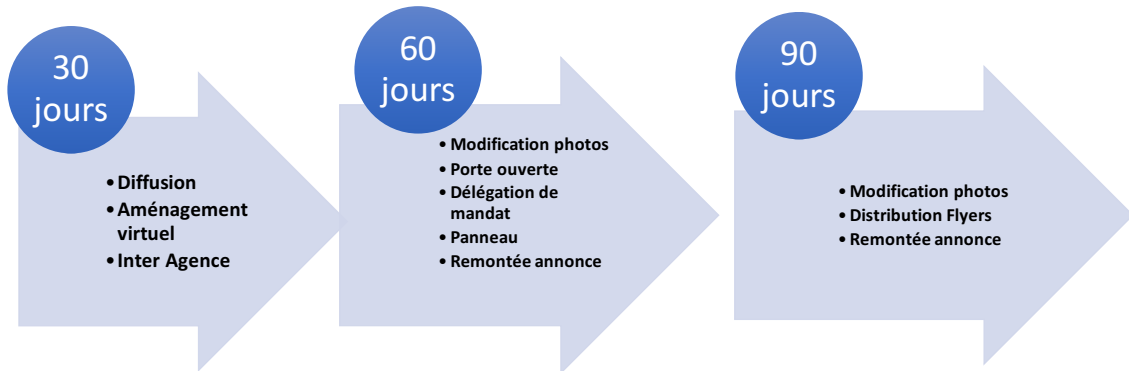 30
jours
• Diffusion
• Aménagement
virtuel
• Inter Agence
60
jours
• Modification photos
• Porte ouverte
• Délégation de
mandat
• Panneau
• Remontée annonce
90
jours
• Modification photos
• Distribution Flyers
• Remontée annonce